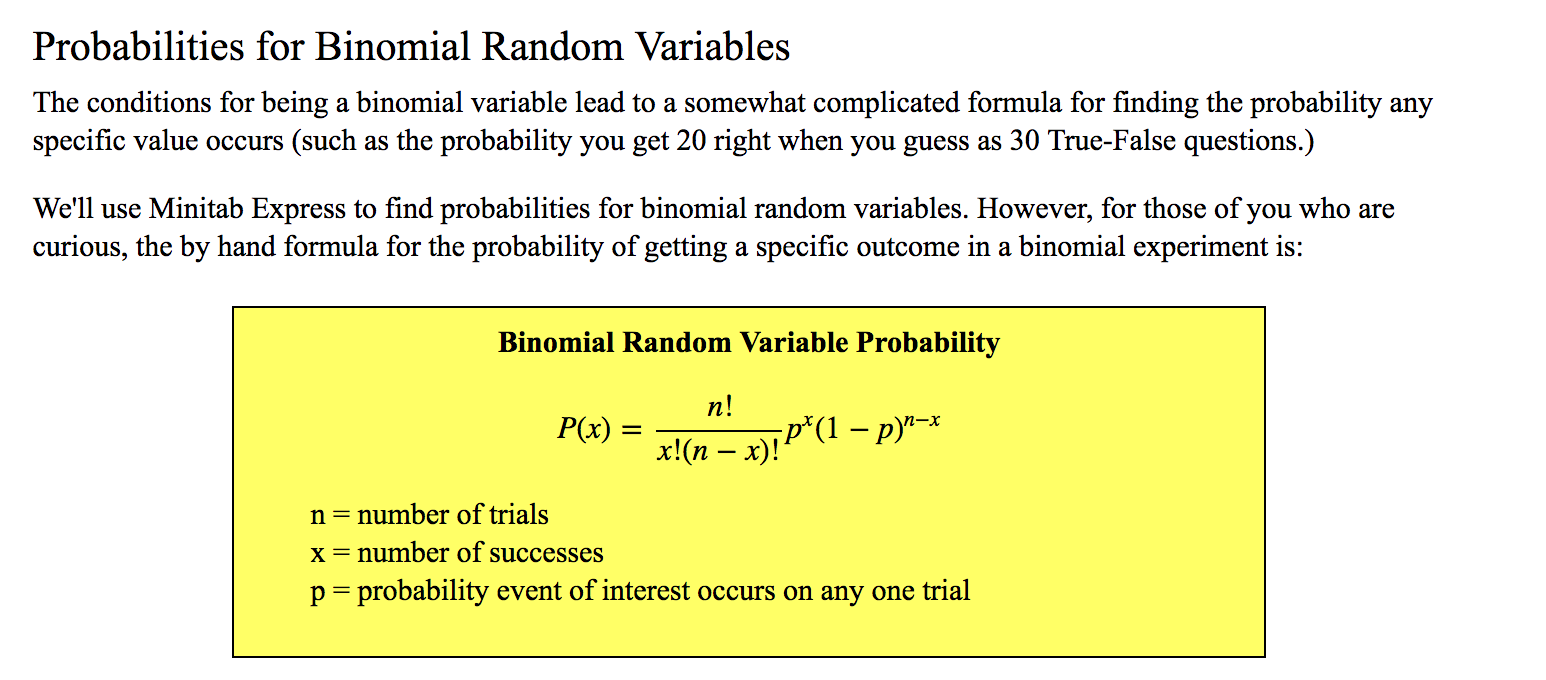 Probabilities for Binomial Random Variables
The conditions for being a binomial variable lead to a somewhat complicated formula for finding the probability any
specific value occurs (such as the probability you get 20 right when you guess as 30 True-False questions.)
We'll use Minitab Express to find probabilities for binomial random variables. However, for those of you who are
curious, the by hand formula for the probability of getting a specific outcome in a binomial experiment is:
Binomial Random Variable Probability
P(x) = n! / x!(n − x)! pˣ(1 − p)ⁿ⁻ˣ
n = number of trials
x = number of successes
p = probability event of interest occurs on any one trial